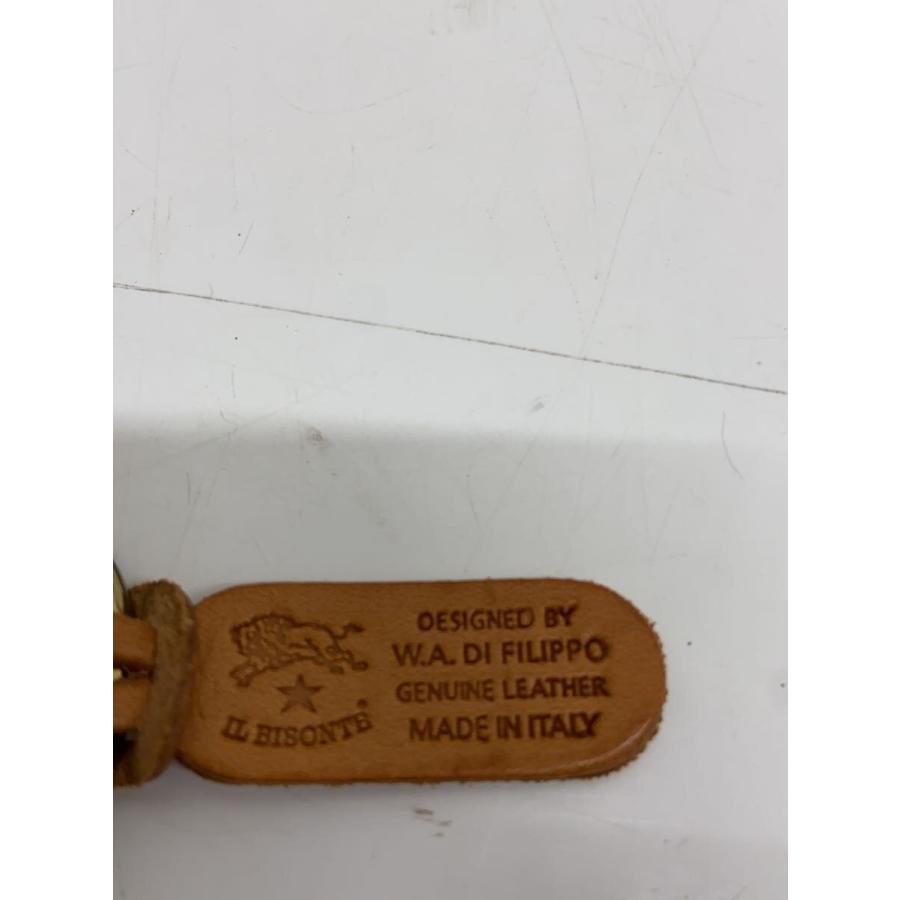 IL BISONTE®
DESIGNED BY
W.A. DI FILIPPO
GENUINE LEATHER
MADE IN ITALY